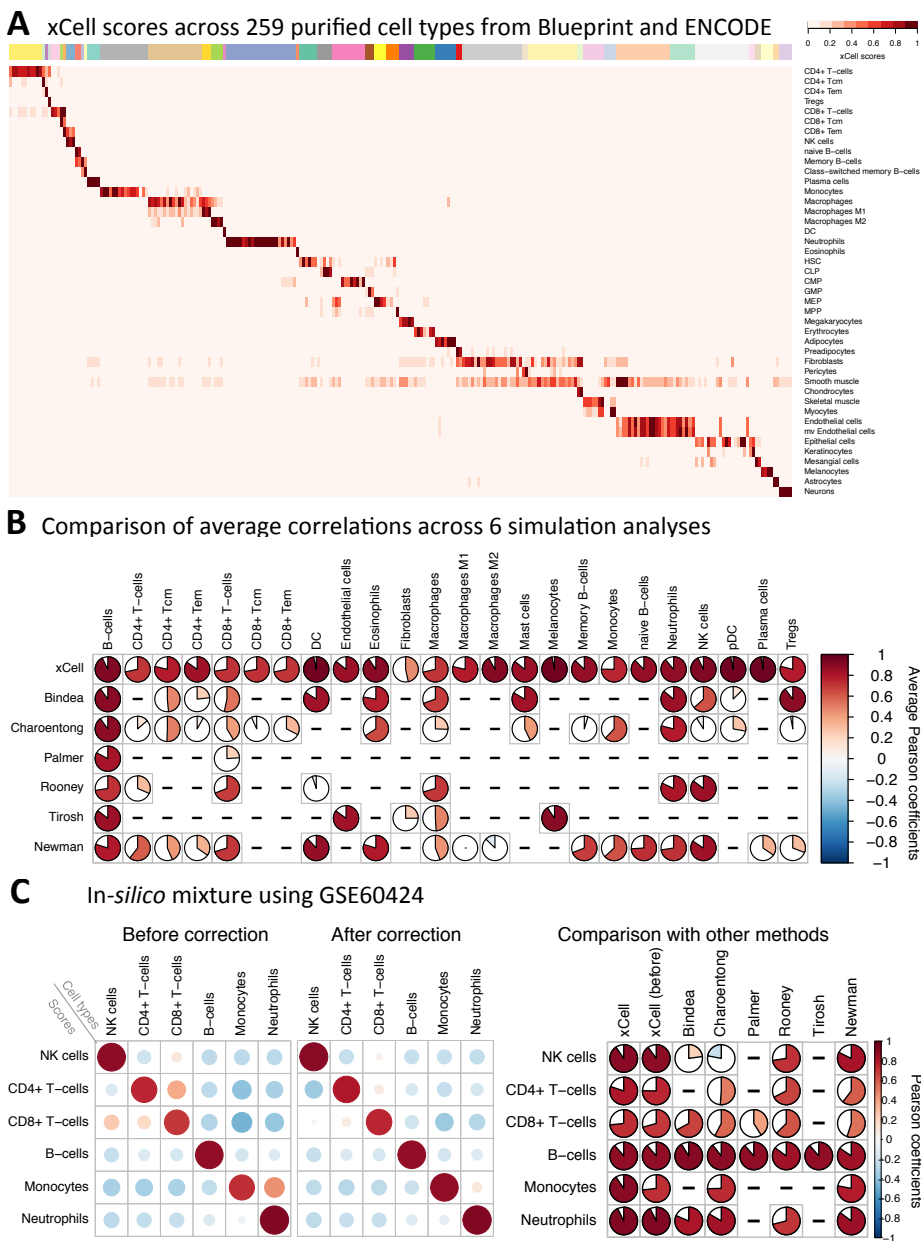 A xCell scores across 259 purified cell types from Blueprint and ENCODE
0 0.2 0.4 0.6 0.8 1
xCell scores
CD4+ T−cells
CD4+ Tcm
CD4+ Tem
Tregs
CD8+ T−cells
CD8+ Tcm
CD8+ Tem
NK cells
naive B−cells
Memory B−cells
Class−switched memory B−cells
Plasma cells
Monocytes
Macrophages
Macrophages M1
Macrophages M2
DC
Neutrophils
Eosinophils
HSC
CLP
CMP
GMP
MEP
MPP
Megakaryocytes
Erythrocytes
Adipocytes
Preadipocytes
Fibroblasts
Pericytes
Smooth muscle
Chondrocytes
Skeletal muscle
Myocytes
Endothelial cells
mv Endothelial cells
Epithelial cells
Keratinocytes
Mesangial cells
Melanocytes
Astrocytes
Neurons
B Comparison of average correlations across 6 simulation analyses
B−cells
CD4+ T−cells
CD4+ Tcm
CD4+ Tem
CD8+ T−cells
CD8+ Tcm
CD8+ Tem
DC
Endothelial cells
Eosinophils
Fibroblasts
Macrophages
Macrophages M1
Macrophages M2
Mast cells
Melanocytes
Memory B−cells
Monocytes
naive B−cells
Neutrophils
NK cells
pDC
Plasma cells
Tregs
xCell
Bindea
Charoentong
Palmer
Rooney
Tirosh
Newman
1
0.8
0.6
0.4
0.2
0
−0.2
−0.4
−0.6
−0.8
−1
Average Pearson coefficients
C In-silico mixture using GSE60424
Before correction
After correction
Comparison with other methods
Cell types
Scores
NK cells
CD4+ T−cells
CD8+ T−cells
B−cells
Monocytes
Neutrophils
NK cells
CD4+ T−cells
CD8+ T−cells
B−cells
Monocytes
Neutrophils
xCell
xCell (before)
Bindea
Charoentong
Palmer
Rooney
Tirosh
Newman
NK cells
CD4+ T−cells
CD8+ T−cells
B−cells
Monocytes
Neutrophils
NK cells
CD4+ T−cells
CD8+ T−cells
B−cells
Monocytes
Neutrophils
1
0.8
0.6
0.4
0.2
0
−0.2
−0.4
−0.6
−0.8
−1
Pearson coefficients